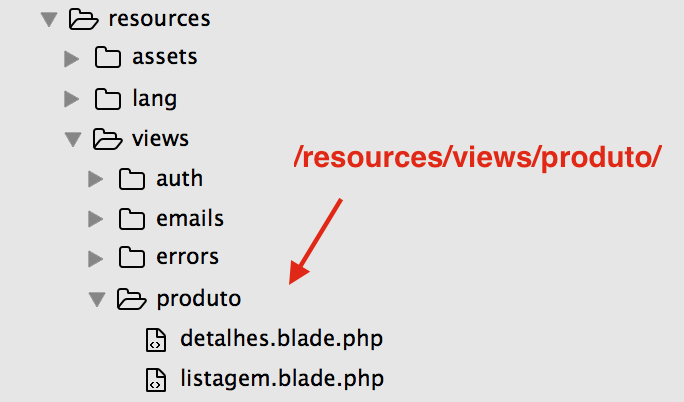 resources
assets
lang
views
/resources/views/produto/
auth
emails
errors
produto
detalhes.blade.php
listagem.blade.php